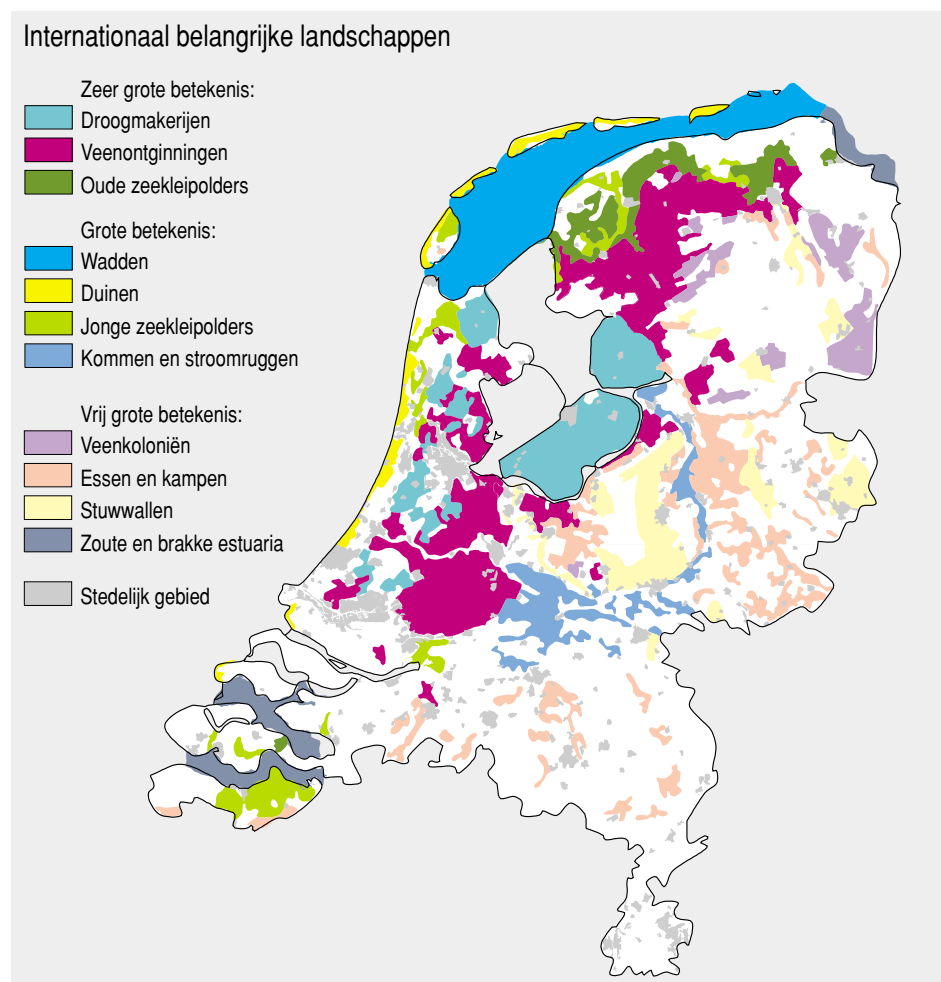 Internationaal belangrijke landschappen
Zeer grote betekenis:
Droogmakerijen
Veenontginningen
Oude zeekleipolders
Grote betekenis:
Wadden
Duinen
Jonge zeekleipolders
Kommen en stroomruggen
Vrij grote betekenis:
Veenkoloniën
Essen en kampen
Stuwwallen
Zoute en brakke estuaria
Stedelijk gebied